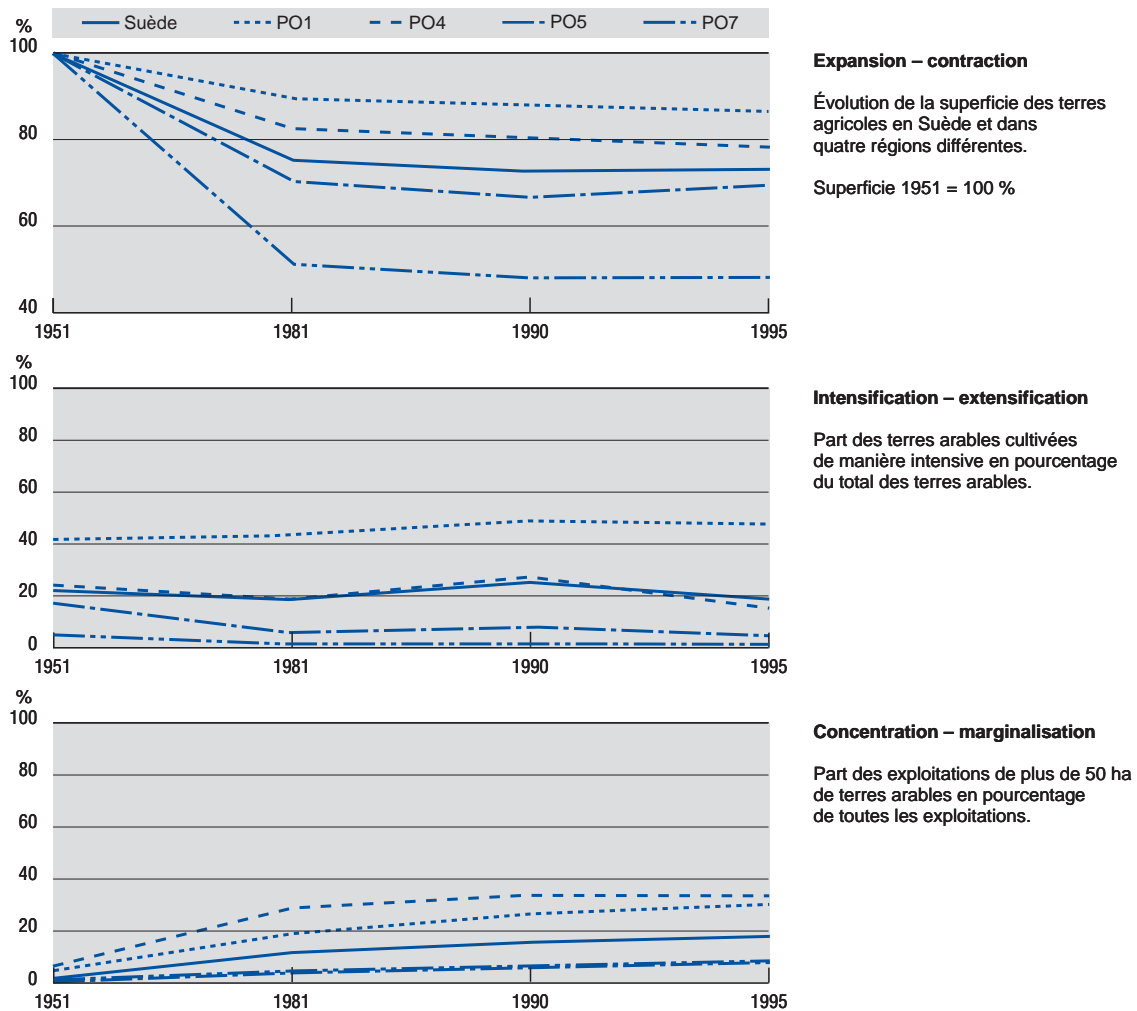 Suède PO1 PO4 PO5 PO7
%
100
80
60
40
1951 1981 1990 1995
Expansion – contraction
Évolution de la superficie des terres
agricoles en Suède et dans
quatre régions différentes.
Superficie 1951 = 100 %
%
100
80
60
40
20
0
1951 1981 1990 1995
Intensification – extensification
Part des terres arables cultivées
de manière intensive en pourcentage
du total des terres arables.
%
100
80
60
40
20
0
1951 1981 1990 1995
Concentration – marginalisation
Part des exploitations de plus de 50 ha
de terres arables en pourcentage
de toutes les exploitations.